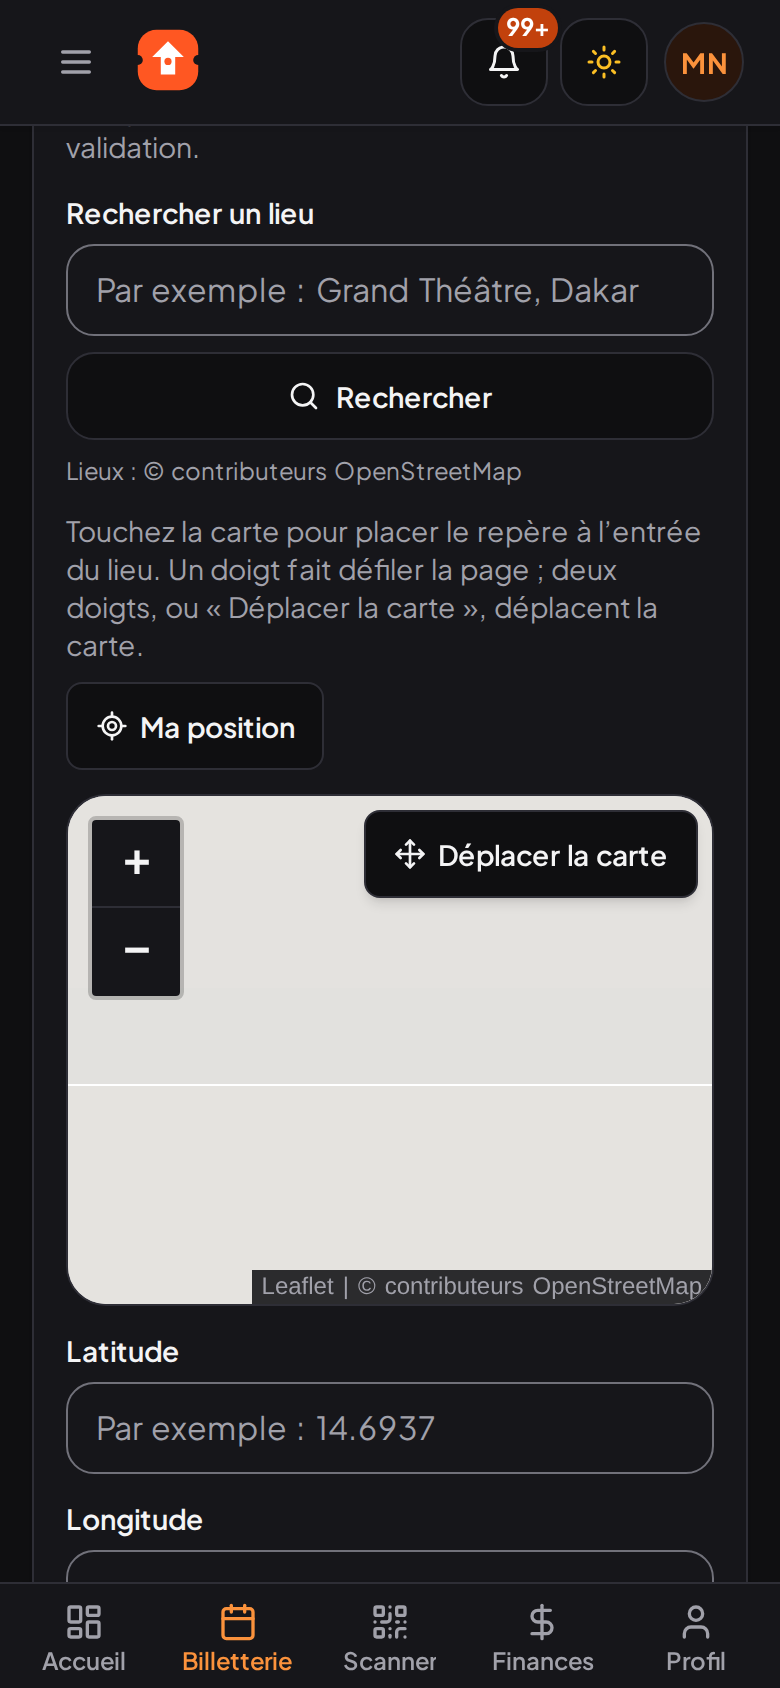 99+
MN
validation.
Rechercher un lieu
Par exemple : Grand Théâtre, Dakar
Rechercher
Lieux : © contributeurs OpenStreetMap
Touchez la carte pour placer le repère à l’entrée
du lieu. Un doigt fait défiler la page ; deux
doigts, ou « Déplacer la carte », déplacent la
carte.
Ma position
+
Déplacer la carte
−
Leaflet | © contributeurs OpenStreetMap
Latitude
Par exemple : 14.6937
Longitude
Accueil
Billetterie
Scanner
Finances
Profil